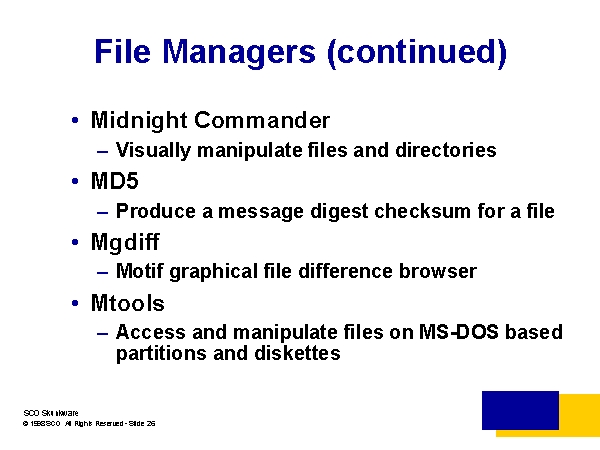 File Managers (continued)
• Midnight Commander
– Visually manipulate files and directories
• MD5
– Produce a message digest checksum for a file
• Mgdiff
– Motif graphical file difference browser
• Mtools
– Access and manipulate files on MS-DOS based
partitions and diskettes
SCO Skunkware
© 1998 SCO All Rights Reserved - Slide 26